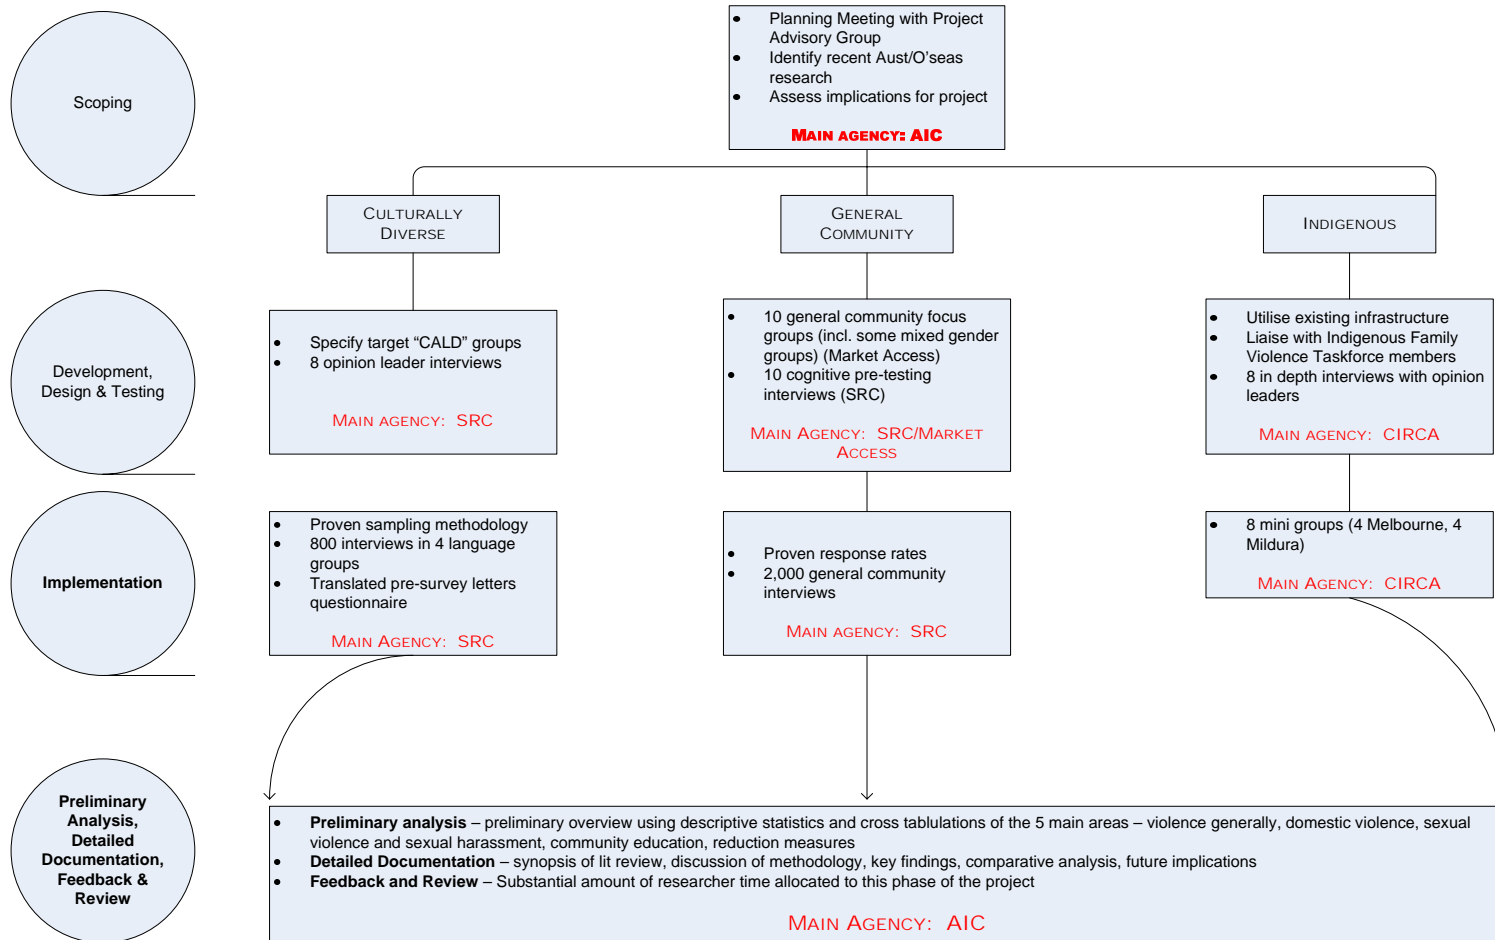 Scoping
• Planning Meeting with Project
Advisory Group
• Identify recent Aust/O'seas
research
• Assess implications for project
MAIN AGENCY: AIC
CULTURALLY
DIVERSE
GENERAL
COMMUNITY
INDIGENOUS
Development,
Design & Testing
• Specify target “CALD” groups
• 8 opinion leader interviews
MAIN AGENCY: SRC
• 10 general community focus
groups (incl. some mixed gender
groups) (Market Access)
• 10 cognitive pre-testing
interviews (SRC)
MAIN AGENCY: SRC/MARKET
ACCESS
• Utilise existing infrastructure
• Liaise with Indigenous Family
Violence Taskforce members
• 8 in depth interviews with opinion
leaders
MAIN AGENCY: CIRCA
Implementation
• Proven sampling methodology
• 800 interviews in 4 language
groups
• Translated pre-survey letters
questionnaire
MAIN AGENCY: SRC
• Proven response rates
• 2,000 general community
interviews
MAIN AGENCY: SRC
• 8 mini groups (4 Melbourne, 4
Mildura)
MAIN AGENCY: CIRCA
Preliminary
Analysis,
Detailed
Documentation,
Feedback &
Review
• Preliminary analysis – preliminary overview using descriptive statistics and cross tablulations of the 5 main areas – violence generally, domestic violence, sexual
violence and sexual harassment, community education, reduction measures
• Detailed Documentation – synopsis of lit review, discussion of methodology, key findings, comparative analysis, future implications
• Feedback and Review – Substantial amount of researcher time allocated to this phase of the project
MAIN AGENCY: AIC